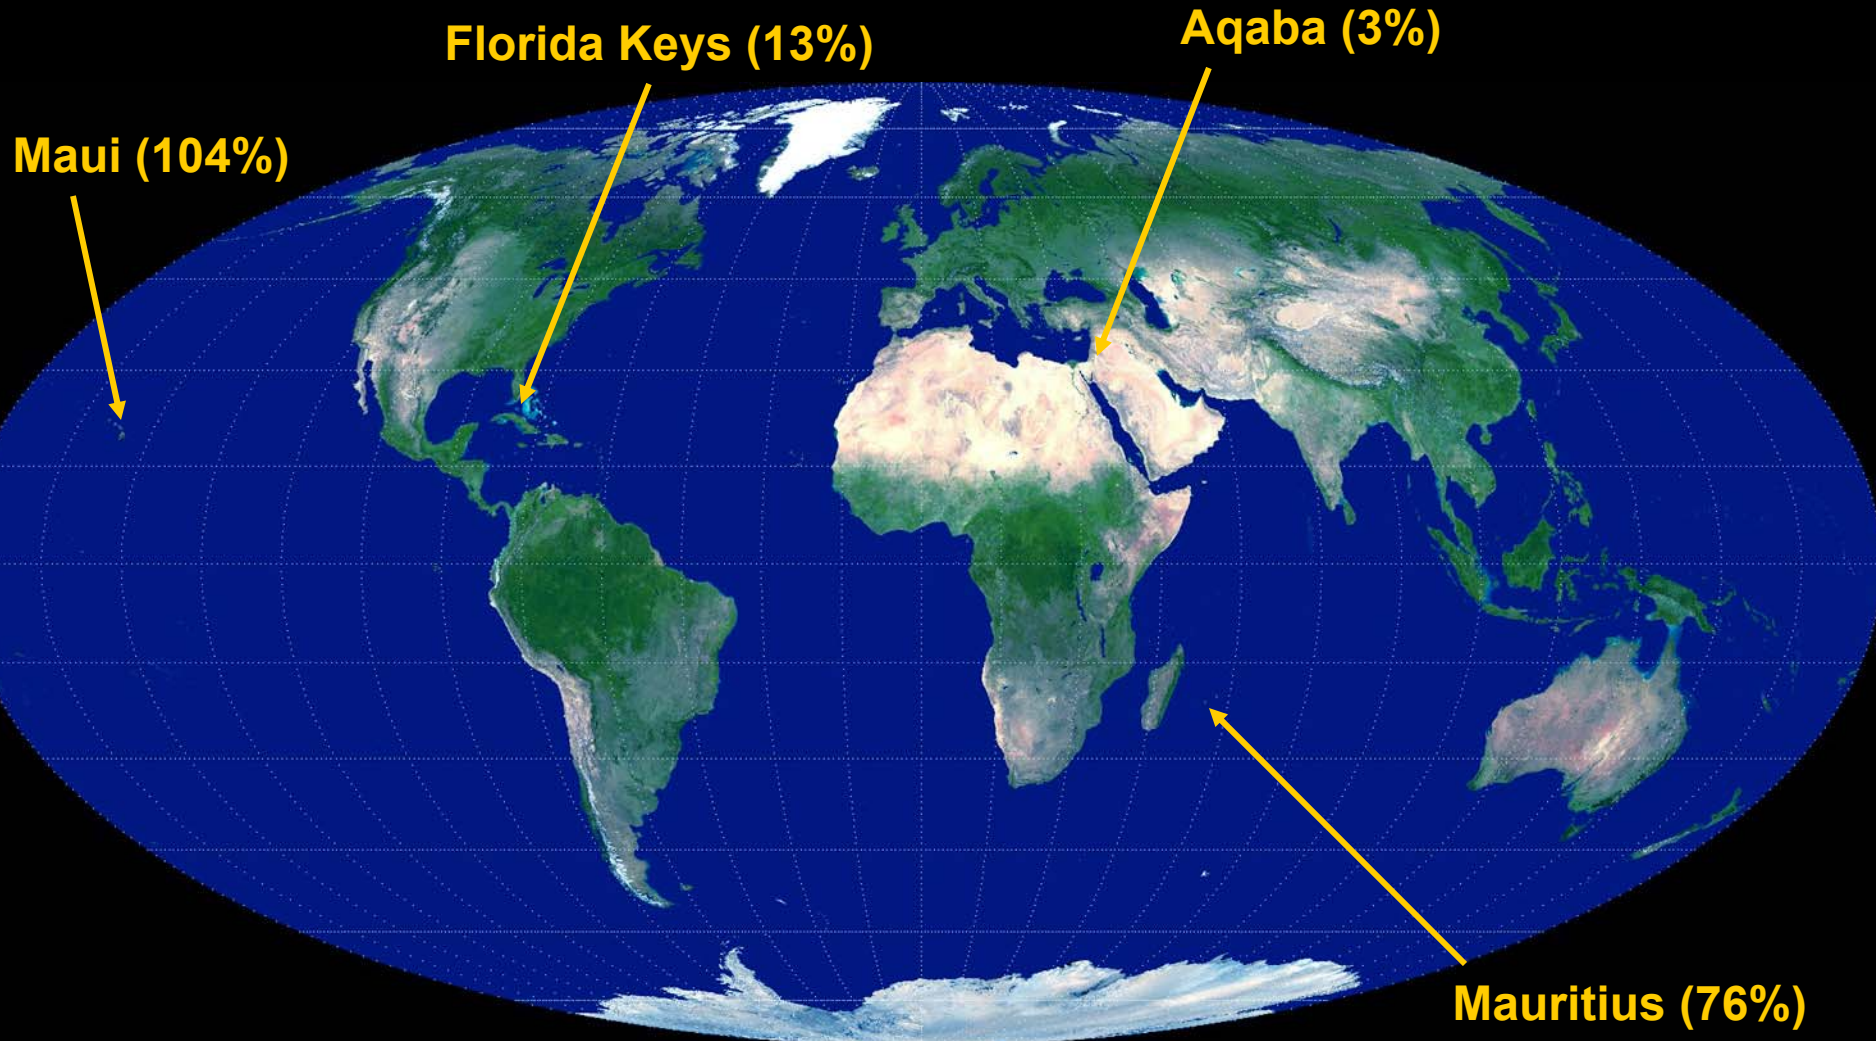 Florida Keys (13%)
Aqaba (3%)
Maui (104%)
Mauritius (76%)